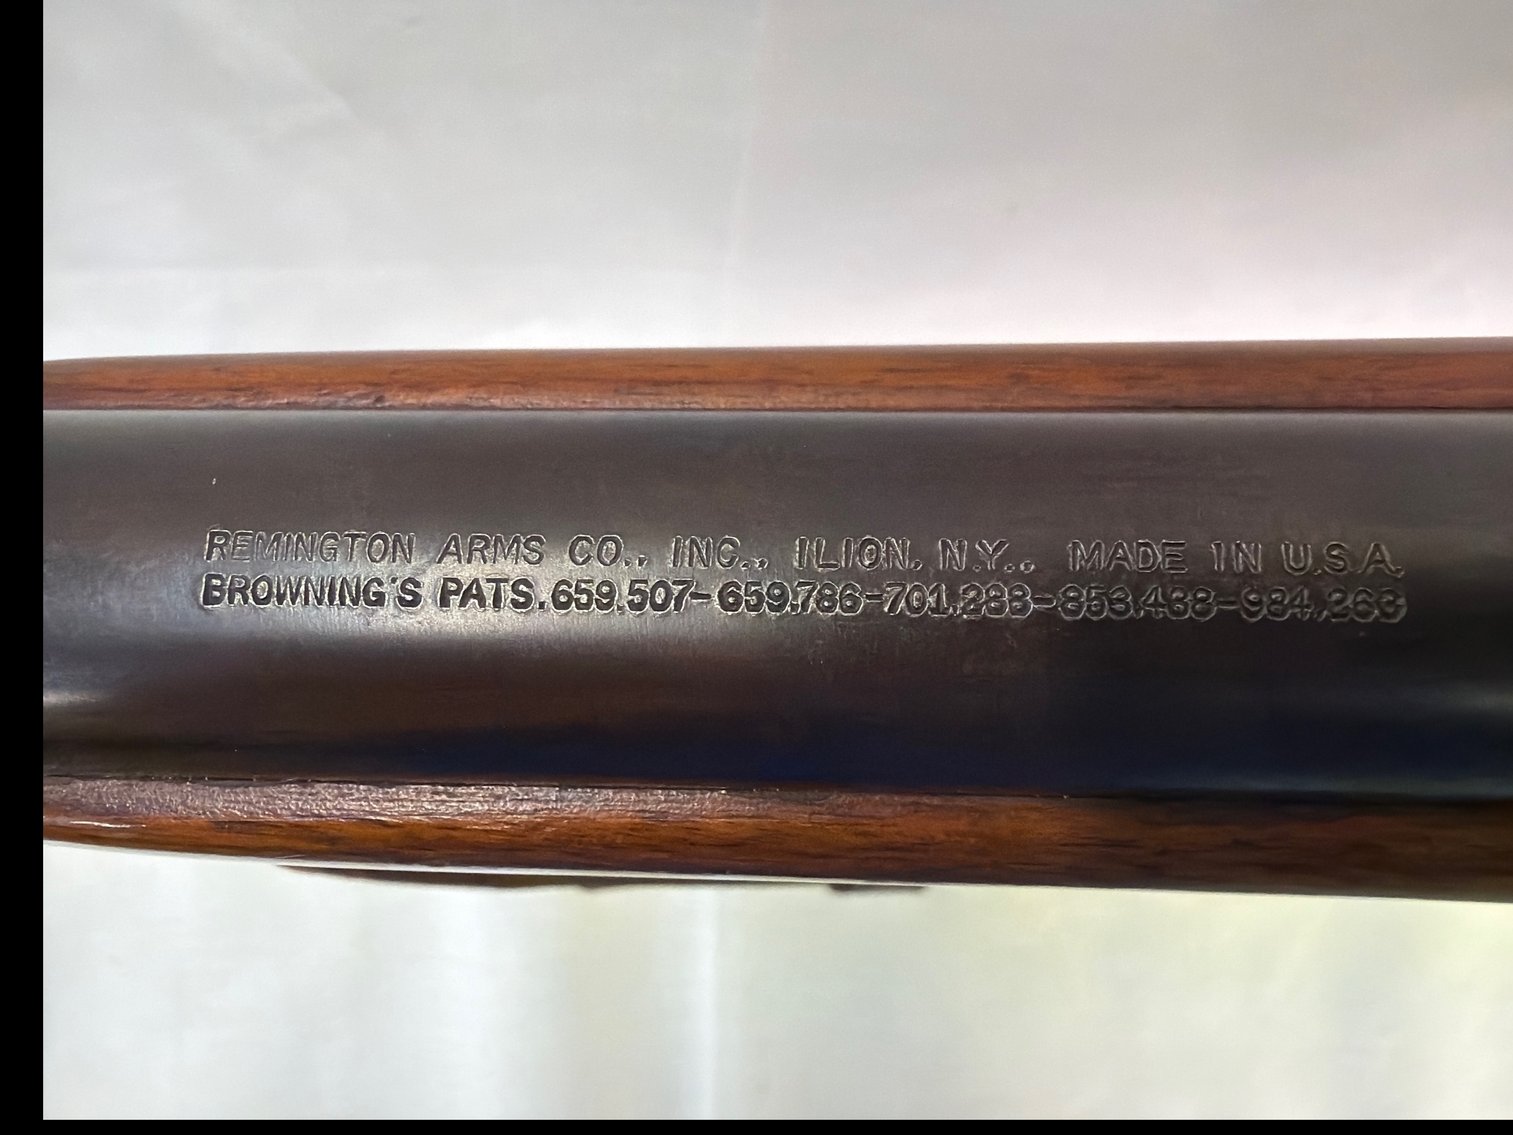 REMINGTON ARMS CO., INC., ILION, N.Y., MADE IN U.S.A.
BROWNING'S PATS. 659,507-659,786-701,288-853,438-984,263